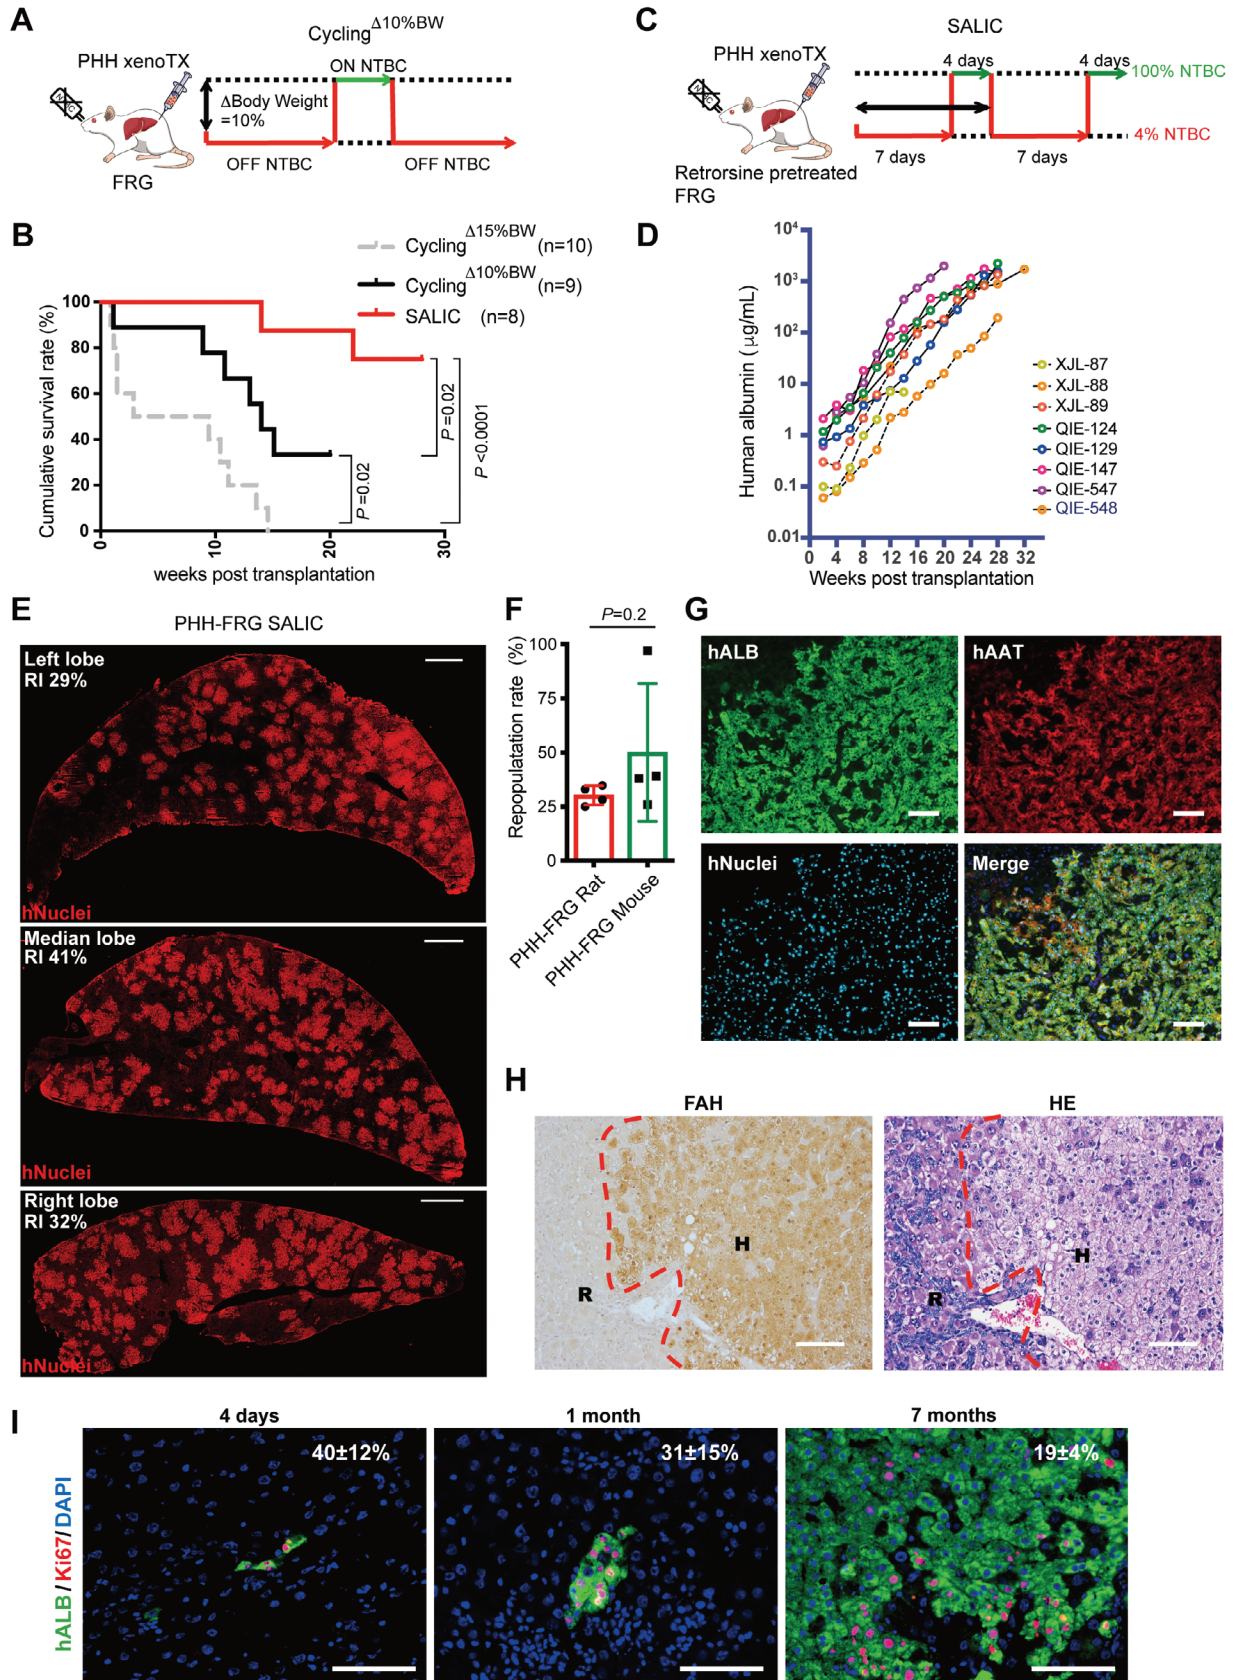 A
Cycling Δ10%BW
PHH xenoTX
ON NTBC
ΔBody Weight
=10%
OFF NTBC
OFF NTBC
FRG
C
SALIC
PHH xenoTX
4 days
4 days
100% NTBC
4% NTBC
7 days
7 days
Retrorsine pretreated
FRG
B
Cycling Δ15%BW (n=10)
Cycling Δ10%BW (n=9)
SALIC (n=8)
Cumulative survival rate (%)
100
80
60
40
20
0
0
10
20
30
weeks post transplantation
P=0.02
P=0.02
P<0.0001
D
Human albumin (μg/mL)
10⁴
10³
10²
10
1
0.1
0.01
0 4 8 12 16 20 24 28 32
Weeks post transplantation
XJL-87
XJL-88
XJL-89
QIE-124
QIE-129
QIE-147
QIE-547
QIE-548
E
PHH-FRG SALIC
Left lobe
RI 29%
hNuclei
Median lobe
RI 41%
hNuclei
Right lobe
RI 32%
hNuclei
F
P=0.2
Repopulatation rate (%)
100
75
50
25
0
PHH-FRG Rat
PHH-FRG Mouse
G
hALB
hAAT
hNuclei
Merge
H
FAH
HE
H
R
H
R
I
4 days
1 month
7 months
hALB/Ki67/DAPI
40±12%
31±15%
19±4%